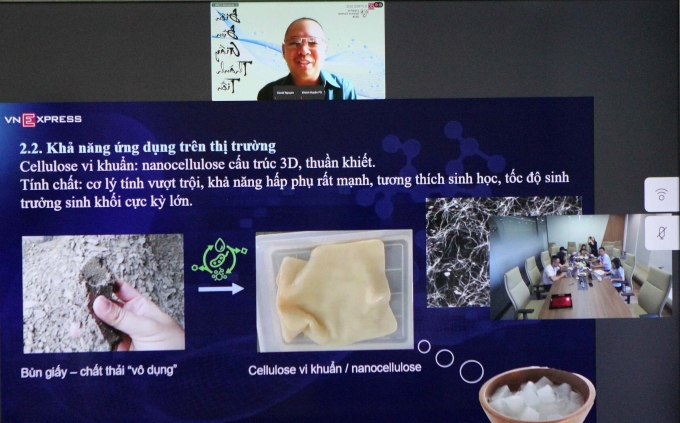 VNEXPRESS
2.2. Khả năng ứng dụng trên thị trường
Cellulose vi khuẩn: nanocellulose cấu trúc 3D, thuần khiết.
Tính chất: cơ lý tính vượt trội, khả năng hấp phụ rất mạnh, tương thích sinh học, tốc độ sinh
trưởng sinh khối cực kỳ lớn.
Bùn giấy – chất thải “vô dụng”
Cellulose vi khuẩn / nanocellulose